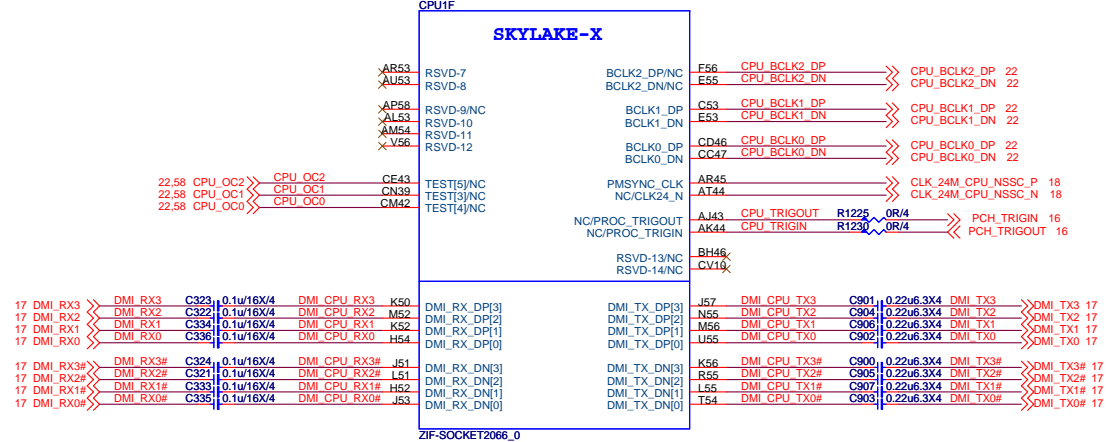 CPU1F
SKYLAKE-X
AR53 RSVD-7 BCLK2_DP/NC F56 CPU_BCLK2_DP CPU_BCLK2_DP 22
AU53 RSVD-8 BCLK2_DN/NC E55 CPU_BCLK2_DN CPU_BCLK2_DN 22
AP58 RSVD-9/NC BCLK1_DP C53 CPU_BCLK1_DP CPU_BCLK1_DP 22
AL53 RSVD-10 BCLK1_DN E53 CPU_BCLK1_DN CPU_BCLK1_DN 22
AM54 RSVD-11
V56 RSVD-12 BCLK0_DP CD46 CPU_BCLK0_DP CPU_BCLK0_DP 22
BCLK0_DN CC47 CPU_BCLK0_DN CPU_BCLK0_DN 22
22,58 CPU_OC2 CPU_OC2 CE43 TEST[5]/NC PMSYNC_CLK AR45 CLK_24M_CPU_NSSC_P 18
22,58 CPU_OC1 CPU_OC1 CN39 TEST[3]/NC NC/CLK24_N AT44 CLK_24M_CPU_NSSC_N 18
22,58 CPU_OC0 CPU_OC0 CM42 TEST[4]/NC
NC/PROC_TRIGOUT AJ43 CPU_TRIGOUT R1225 0R/4 PCH_TRIGIN 16
NC/PROC_TRIGIN AK44 CPU_TRIGIN R1230 0R/4 PCH_TRIGOUT 16
RSVD-13/NC BH46
RSVD-14/NC CV10
17 DMI_RX3 DMI_RX3 C323 0.1u/16X/4 DMI_CPU_RX3 K50 DMI_RX_DP[3] DMI_TX_DP[3] J57 DMI_CPU_TX3 C901 0.22u6.3X4 DMI_TX3 DMI_TX3 17
17 DMI_RX2 DMI_RX2 C322 0.1u/16X/4 DMI_CPU_RX2 M52 DMI_RX_DP[2] DMI_TX_DP[2] N55 DMI_CPU_TX2 C904 0.22u6.3X4 DMI_TX2 DMI_TX2 17
17 DMI_RX1 DMI_RX1 C334 0.1u/16X/4 DMI_CPU_RX1 K52 DMI_RX_DP[1] DMI_TX_DP[1] M56 DMI_CPU_TX1 C906 0.22u6.3X4 DMI_TX1 DMI_TX1 17
17 DMI_RX0 DMI_RX0 C336 0.1u/16X/4 DMI_CPU_RX0 H54 DMI_RX_DP[0] DMI_TX_DP[0] U55 DMI_CPU_TX0 C902 0.22u6.3X4 DMI_TX0 DMI_TX0 17
17 DMI_RX3# DMI_RX3# C324 0.1u/16X/4 DMI_CPU_RX3# J51 DMI_RX_DN[3] DMI_TX_DN[3] K56 DMI_CPU_TX3# C900 0.22u6.3X4 DMI_TX3# DMI_TX3# 17
17 DMI_RX2# DMI_RX2# C321 0.1u/16X/4 DMI_CPU_RX2# L51 DMI_RX_DN[2] DMI_TX_DN[2] R55 DMI_CPU_TX2# C905 0.22u6.3X4 DMI_TX2# DMI_TX2# 17
17 DMI_RX1# DMI_RX1# C333 0.1u/16X/4 DMI_CPU_RX1# H52 DMI_RX_DN[1] DMI_TX_DN[1] L55 DMI_CPU_TX1# C907 0.22u6.3X4 DMI_TX1# DMI_TX1# 17
17 DMI_RX0# DMI_RX0# C335 0.1u/16X/4 DMI_CPU_RX0# J53 DMI_RX_DN[0] DMI_TX_DN[0] T54 DMI_CPU_TX0# C903 0.22u6.3X4 DMI_TX0# DMI_TX0# 17
ZIF-SOCKET2066_0